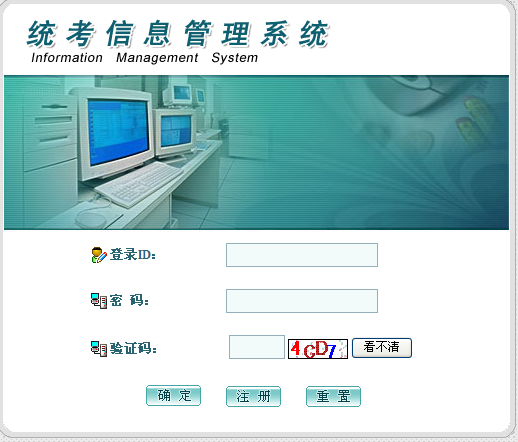 统考信息管理系统
Information Management System
登录ID:
密 码:
验证码: 4CD7 看不清
确 定 注 册 重 置